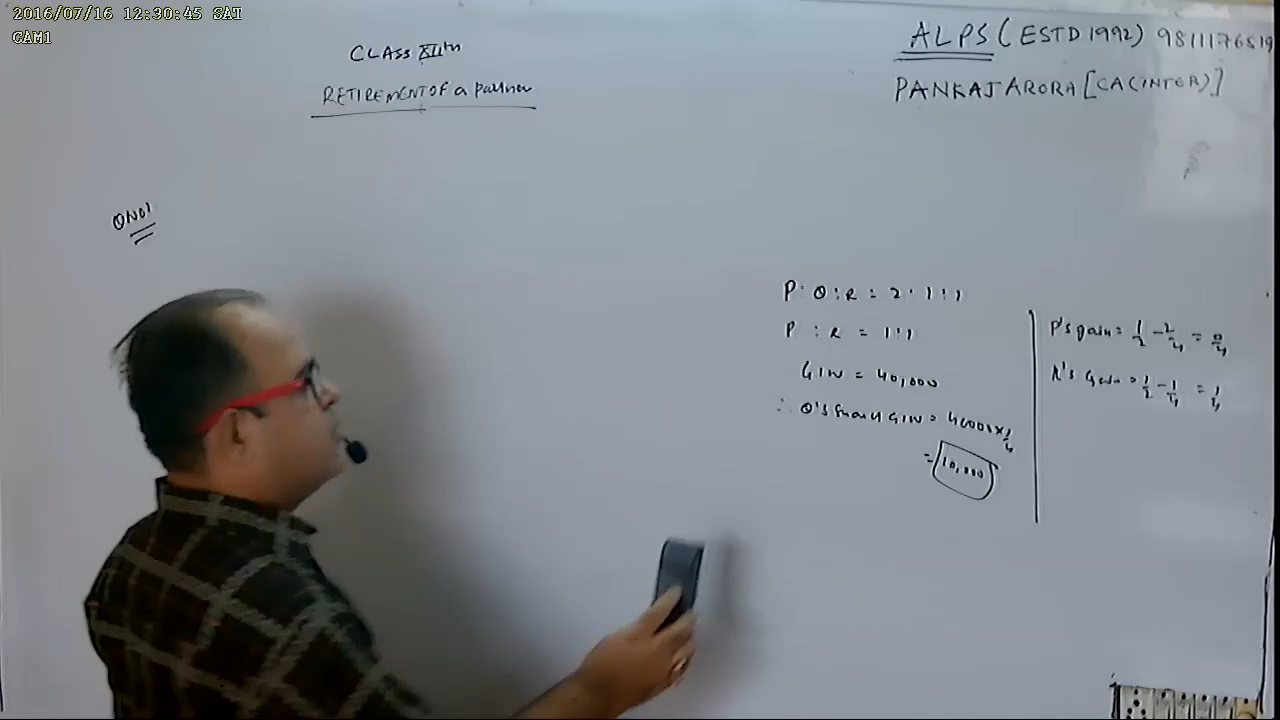 2016/07/16 12:30:45 SAT
CAM1
CLASS XIIth
RETIREMENT OF a Partner
ALPS (ESTD 1992) 9811176519
PANKAJ ARORA [CA (INTER)]
QNo1
P : Q : R = 2 : 1 : 1
P : R = 1 : 1
G/W = 40,000
∴ Q's Share of G/W = 40000 × 1/4
= 10,000
P's gain = 1/2 - 2/4 = 0/4
R's Gain = 1/2 - 1/4 = 1/4